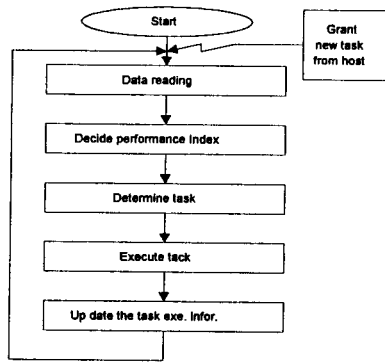 Start
Grant
new task
from host
Data reading
Decide performance Index
Determine task
Execute tack
Up date the task exe. Infor.